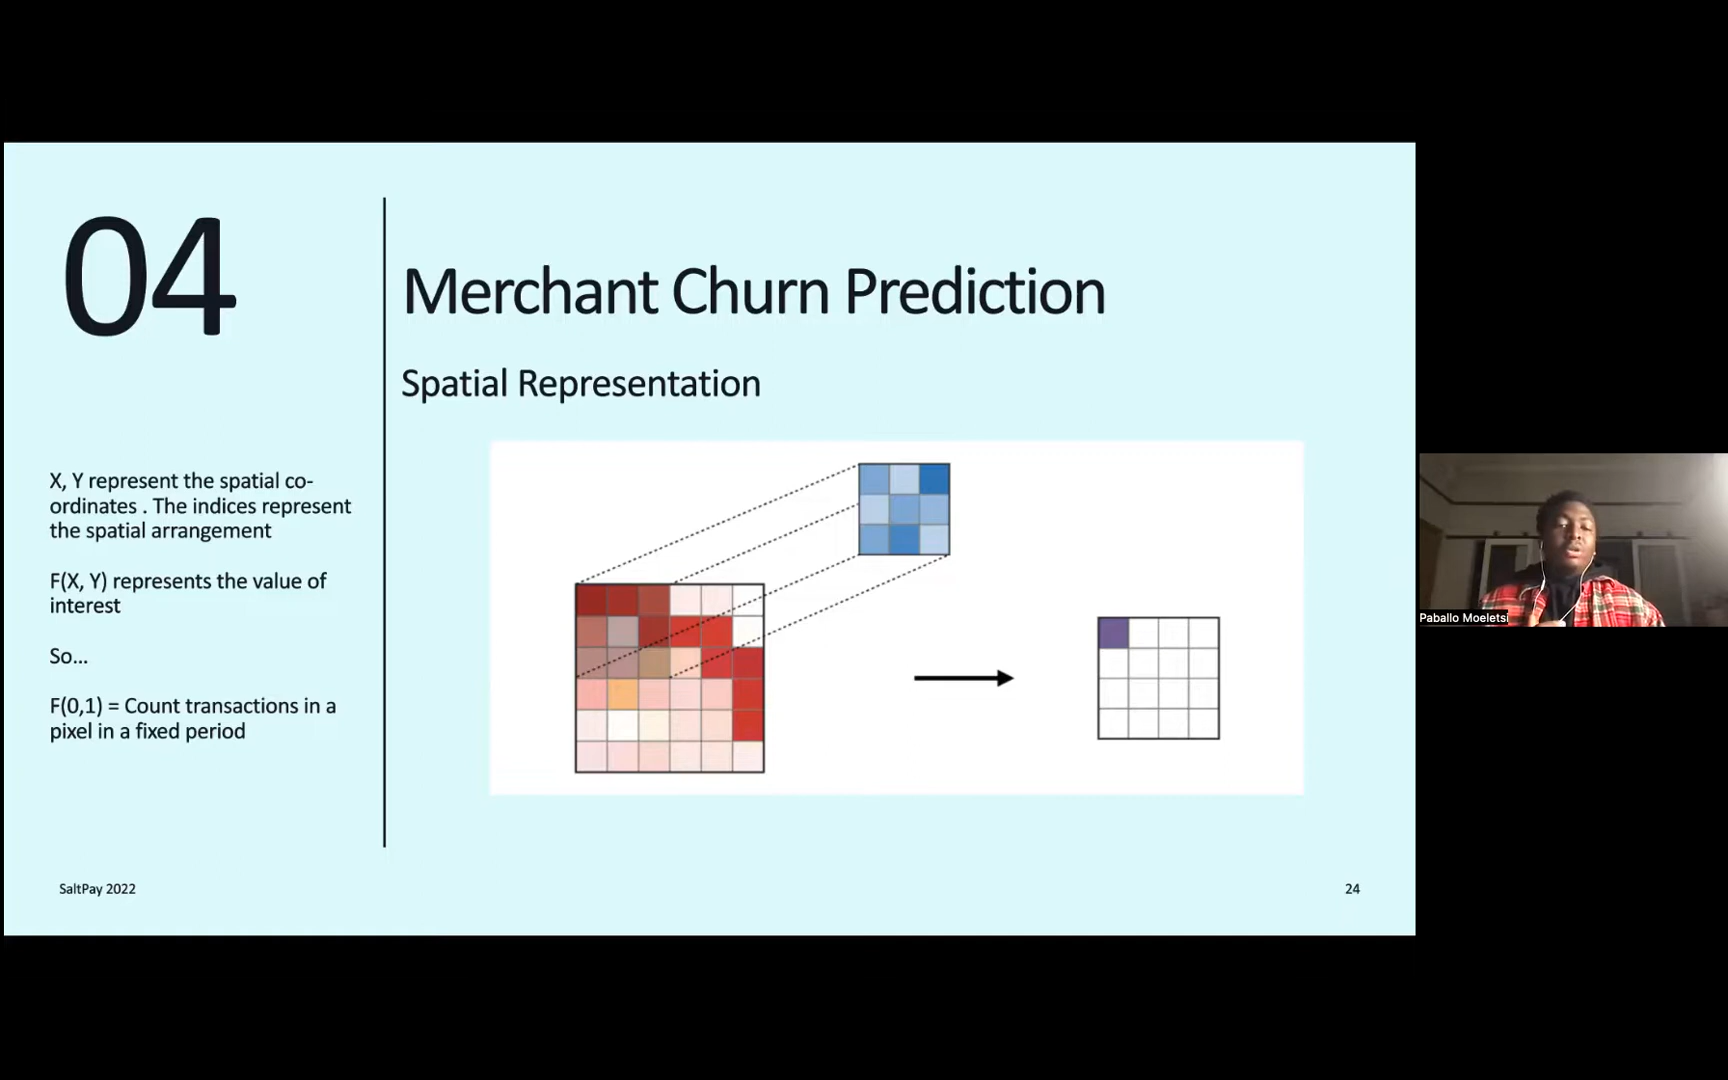 04
Merchant Churn Prediction
Spatial Representation
X, Y represent the spatial co-
ordinates . The indices represent
the spatial arrangement
F(X, Y) represents the value of
interest
So...
F(0,1) = Count transactions in a
pixel in a fixed period
SaltPay 2022
24
Paballo Moeletsi